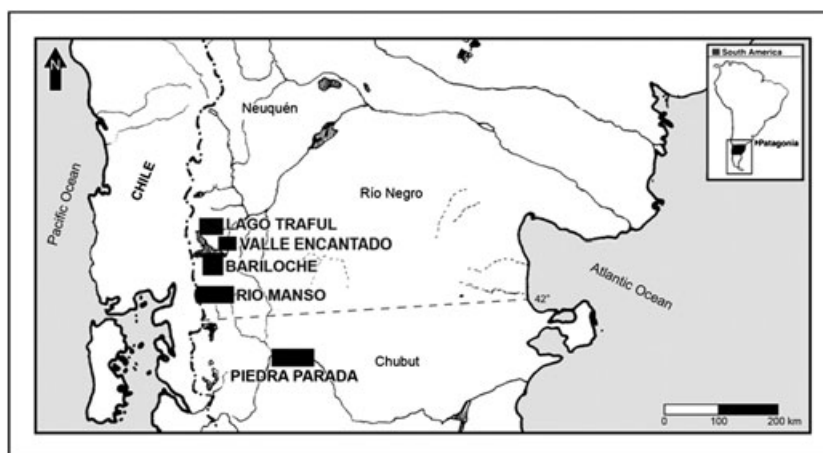 N
South America
Patagonia
Neuquén
CHILE
Pacific Ocean
Río Negro
LAGO TRAFUL
VALLE ENCANTADO
BARILOCHE
RIO MANSO
Atlantic Ocean
42°
Chubut
PIEDRA PARADA
0 100 200 km